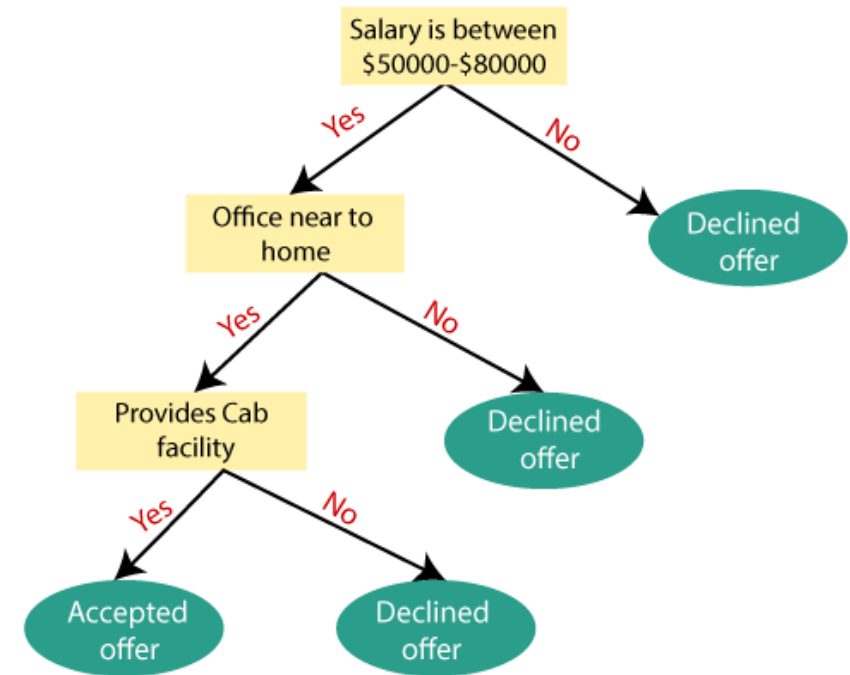 Salary is between
$50000-$80000
Yes
No
Office near to
home
Declined
offer
Yes
No
Provides Cab
facility
Declined
offer
Yes
No
Accepted
offer
Declined
offer